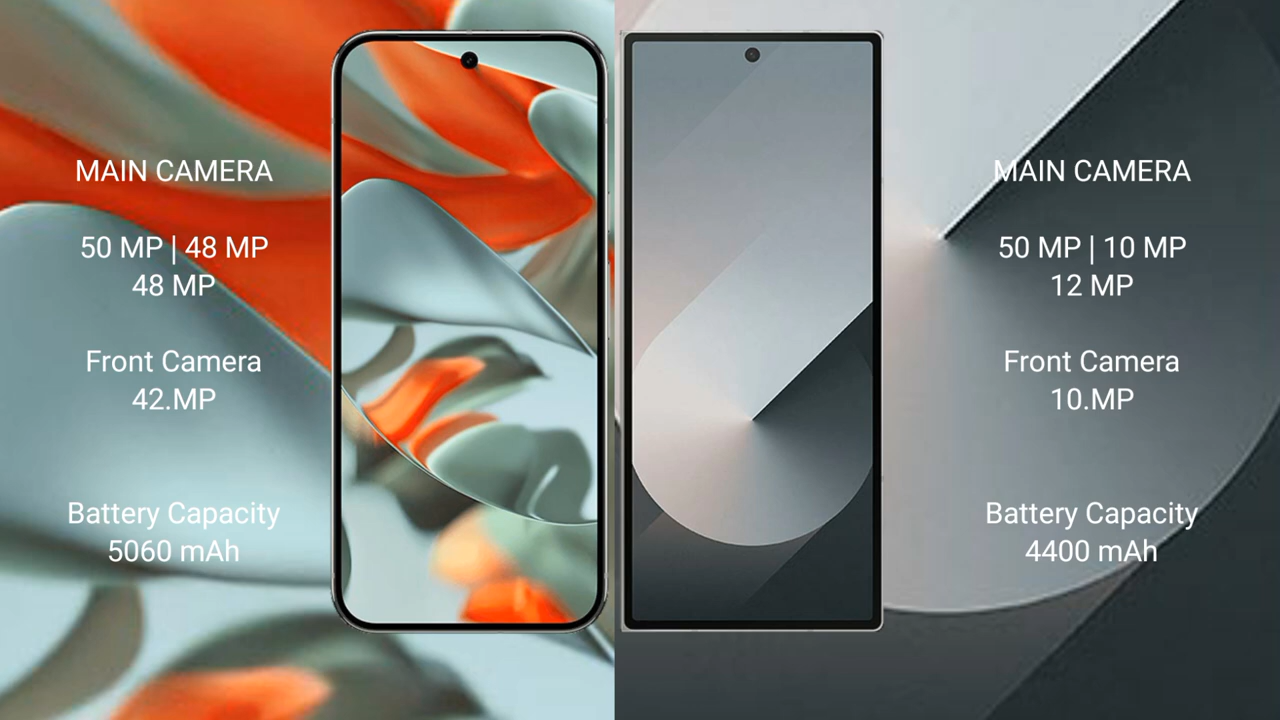 MAIN CAMERA
50 MP | 48 MP
48 MP
Front Camera
42.MP
Battery Capacity
5060 mAh
MAIN CAMERA
50 MP | 10 MP
12 MP
Front Camera
10.MP
Battery Capacity
4400 mAh